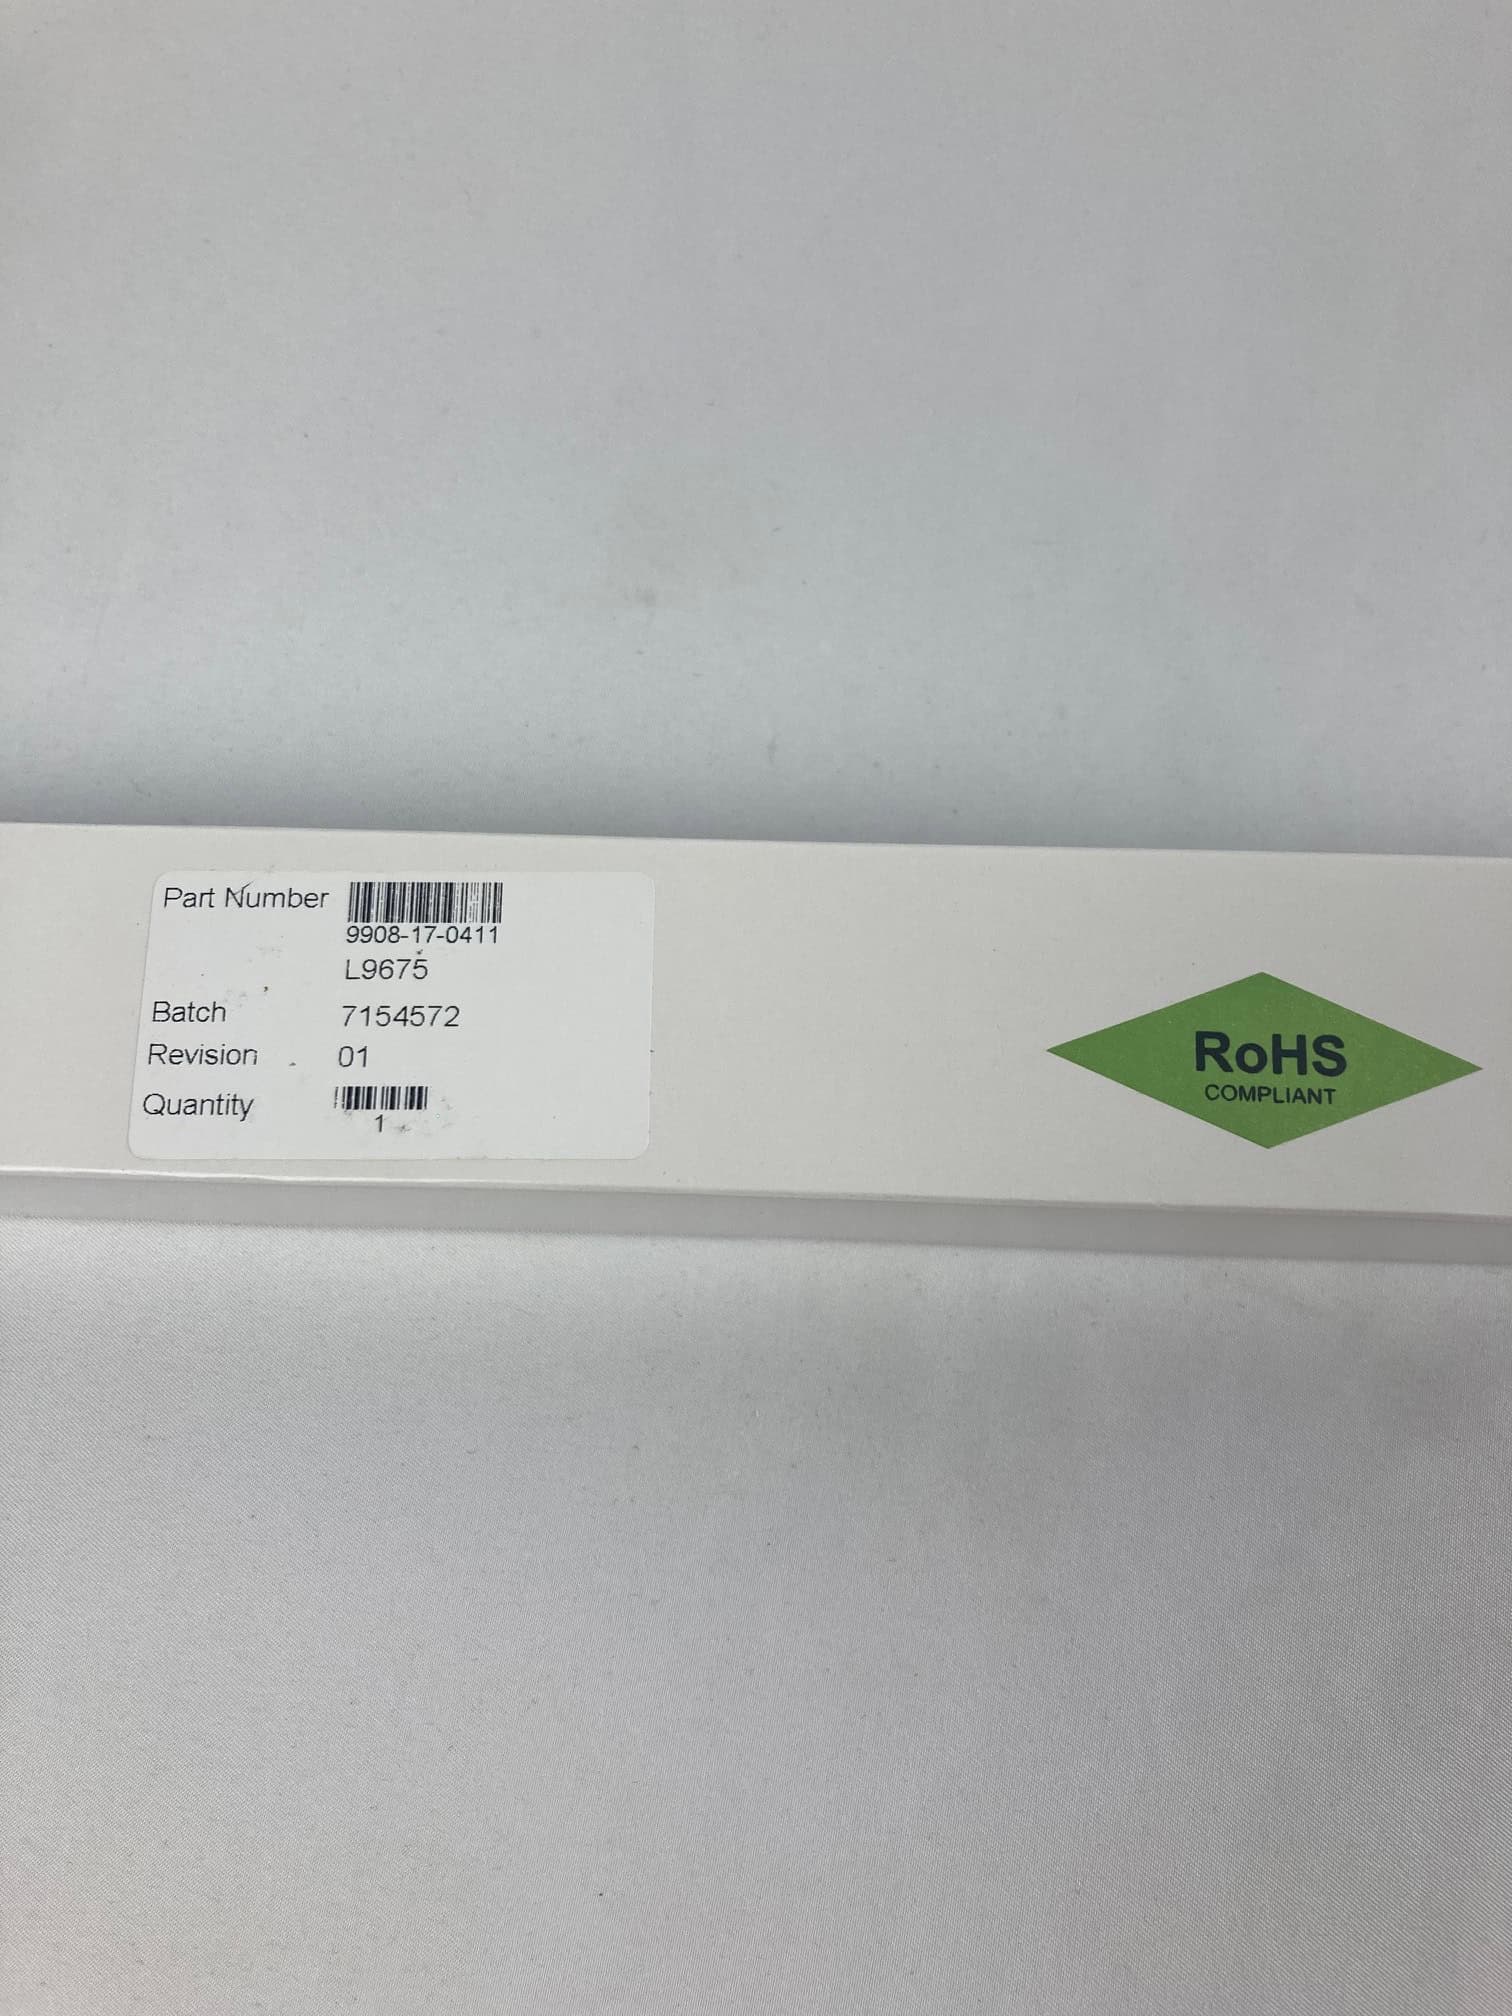 Part Number
9908-17-0411
L9675
Batch 7154572
Revision 01
Quantity
1
RoHS
COMPLIANT